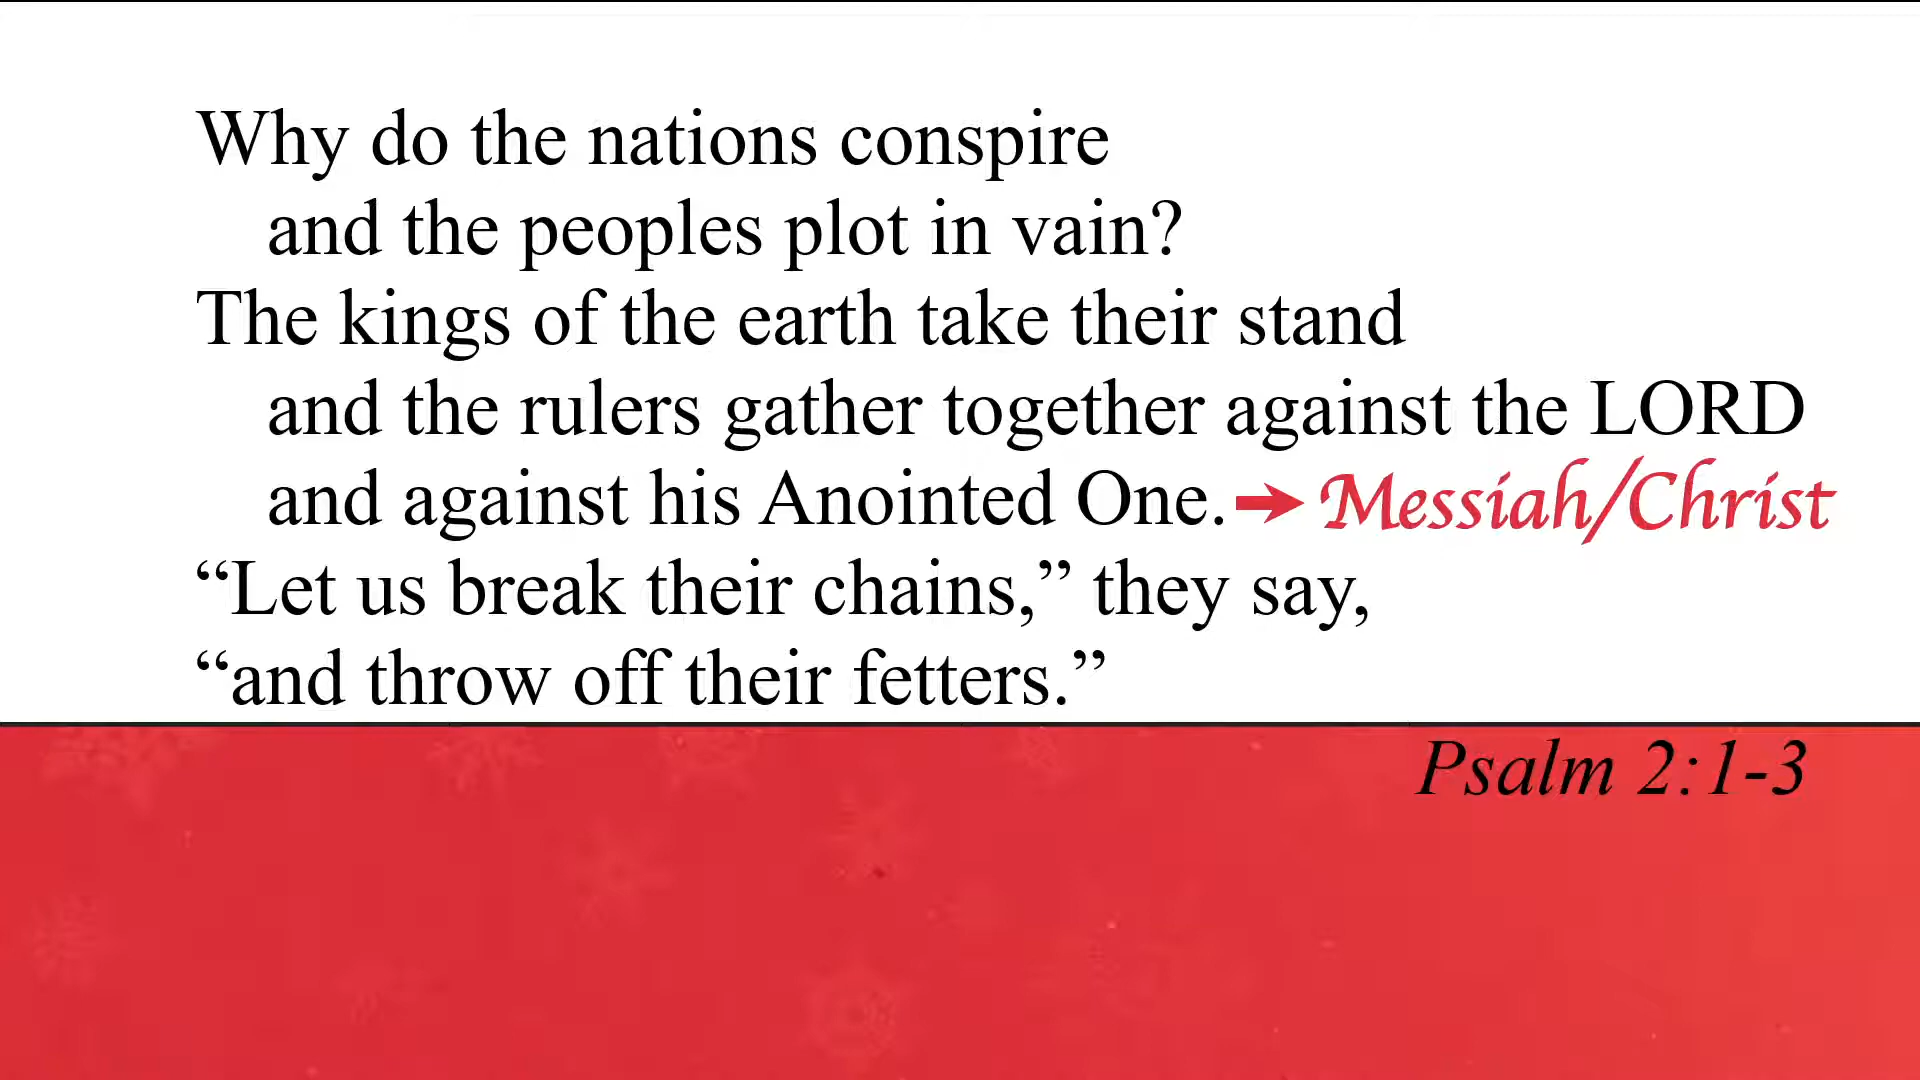 Why do the nations conspire
and the peoples plot in vain?
The kings of the earth take their stand
and the rulers gather together against the LORD
and against his Anointed One. → Messiah/Christ
“Let us break their chains,” they say,
“and throw off their fetters.”
Psalm 2:1-3